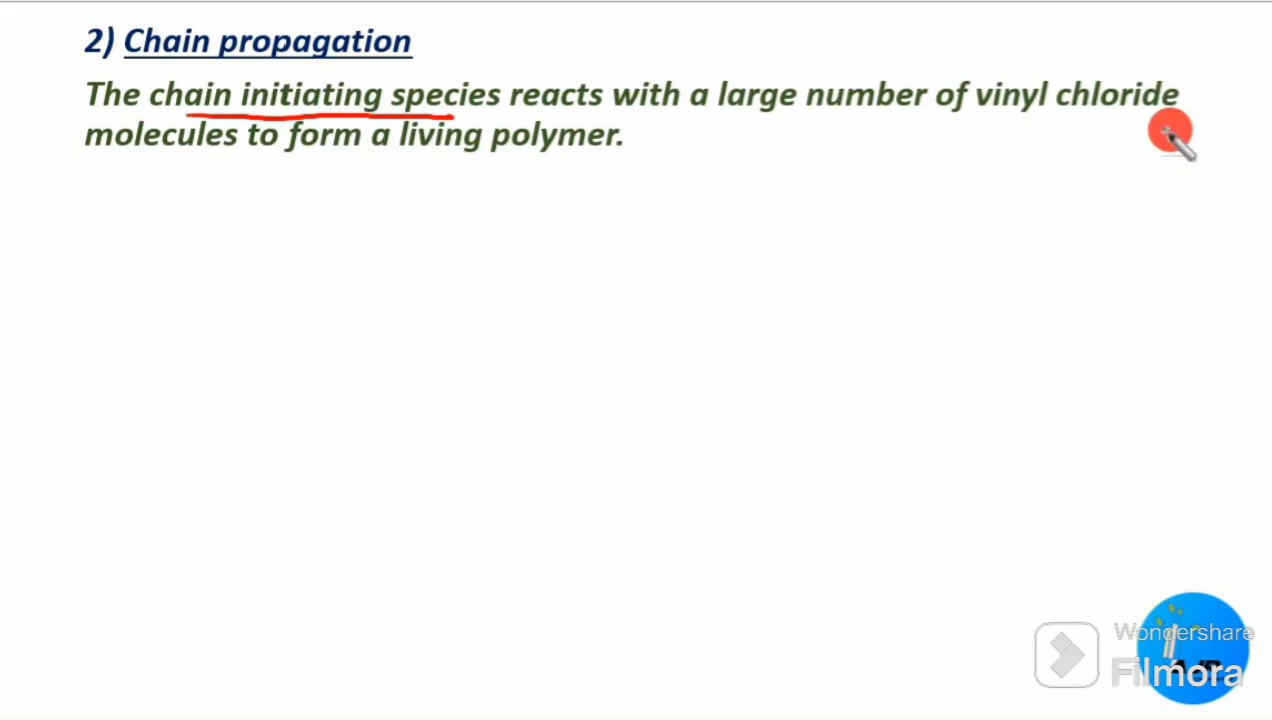 2) Chain propagation
The chain initiating species reacts with a large number of vinyl chloride
molecules to form a living polymer.
Wondershare
Filmora